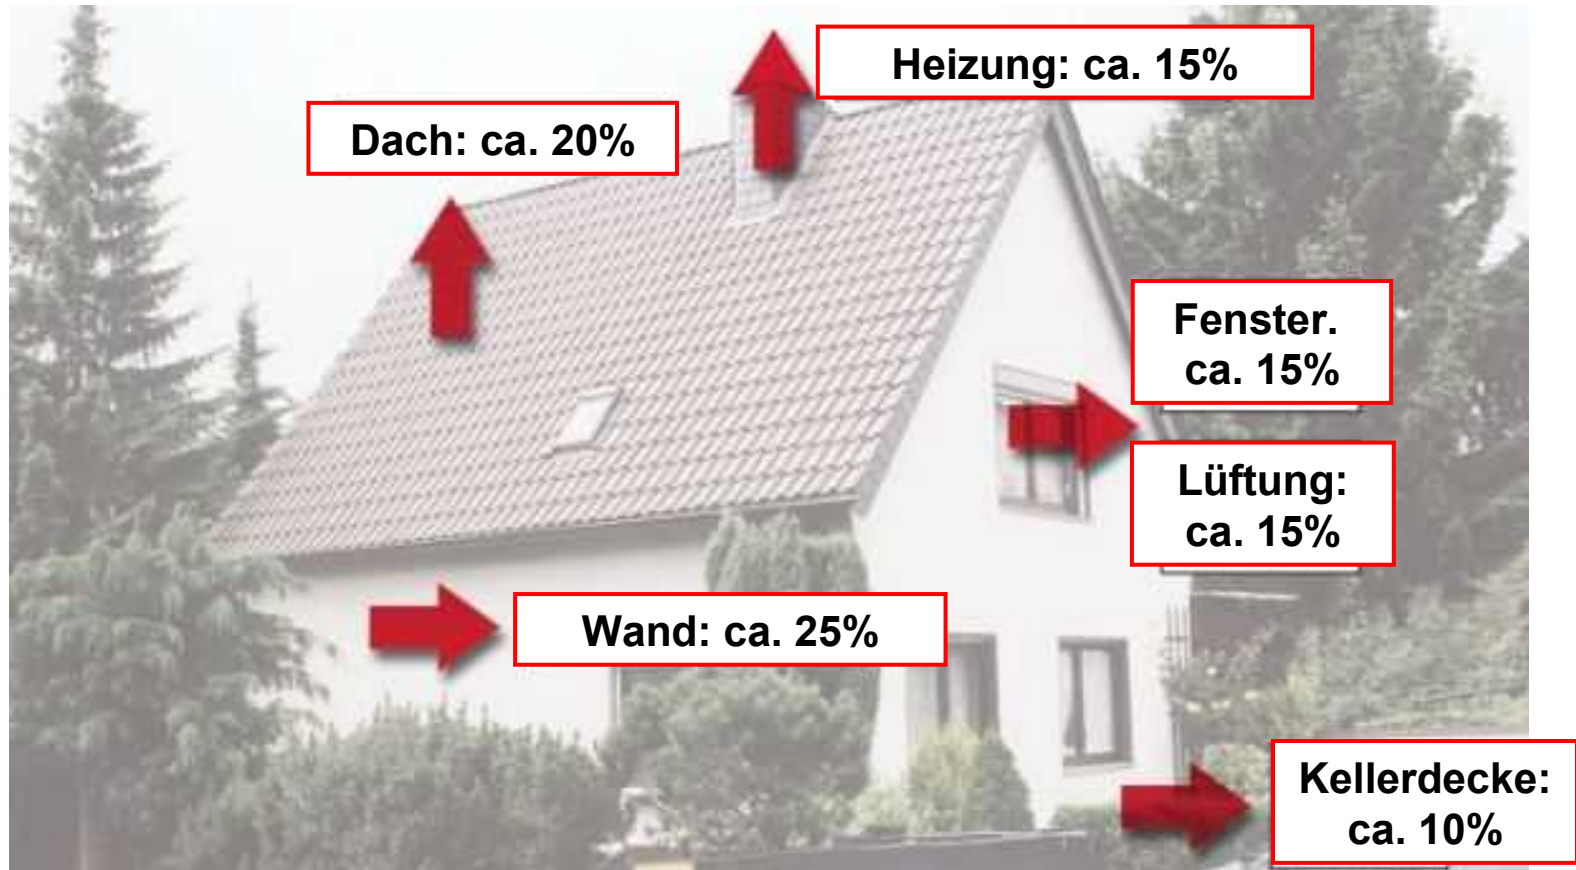 Heizung: ca. 15%
Dach: ca. 20%
Fenster.
ca. 15%
Lüftung:
ca. 15%
Wand: ca. 25%
Kellerdecke:
ca. 10%